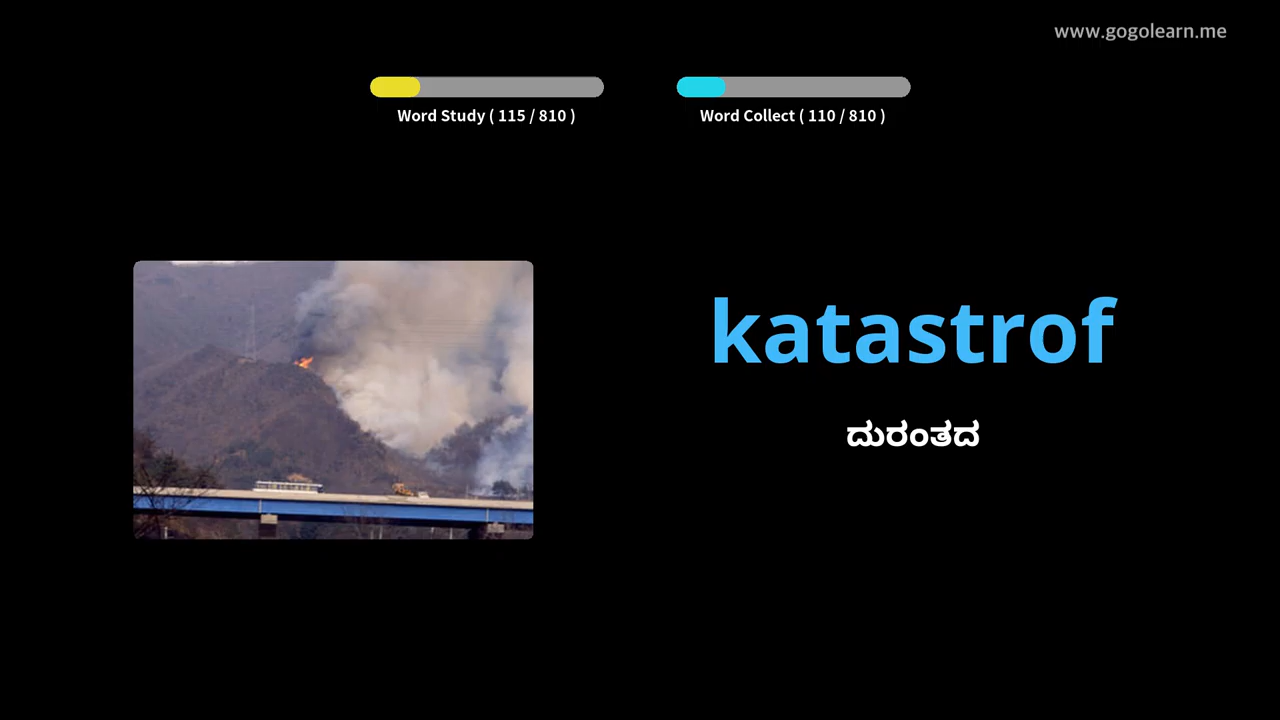 www.gogolearn.me
Word Study ( 115 / 810 )
Word Collect ( 110 / 810 )
katastrof
ದುರಂತದ